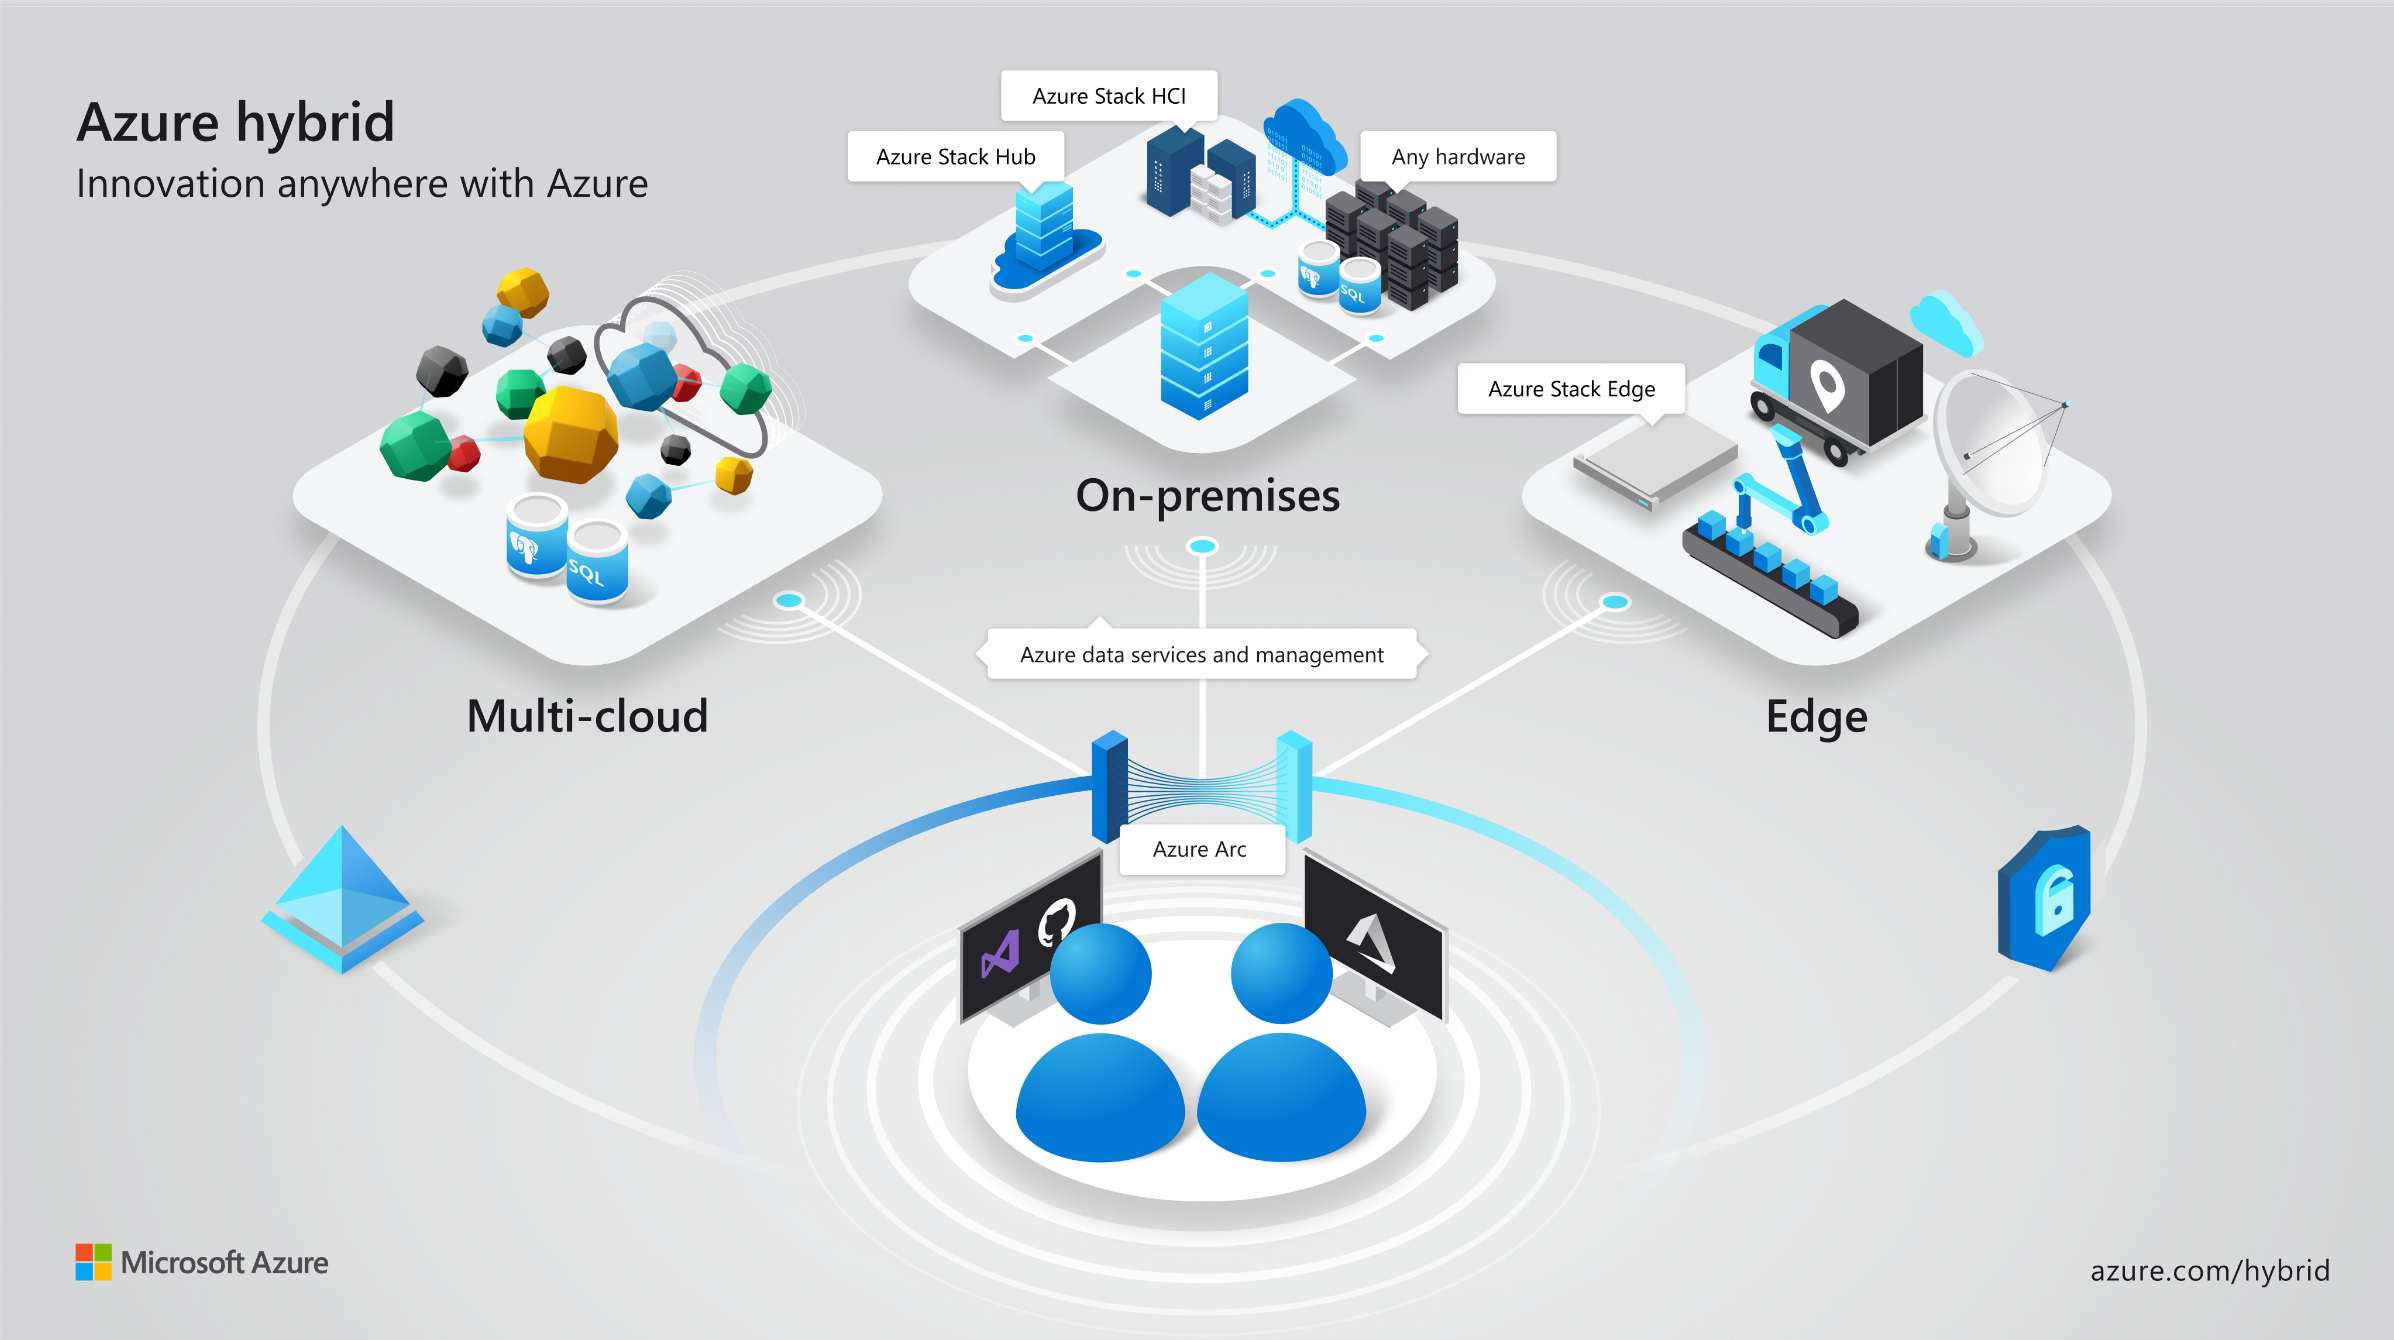 Azure hybrid
Innovation anywhere with Azure
Azure Stack HCI
Azure Stack Hub
Any hardware
SQL
Azure Stack Edge
On-premises
SQL
Azure data services and management
Multi-cloud
Edge
Azure Arc
Microsoft Azure
azure.com/hybrid